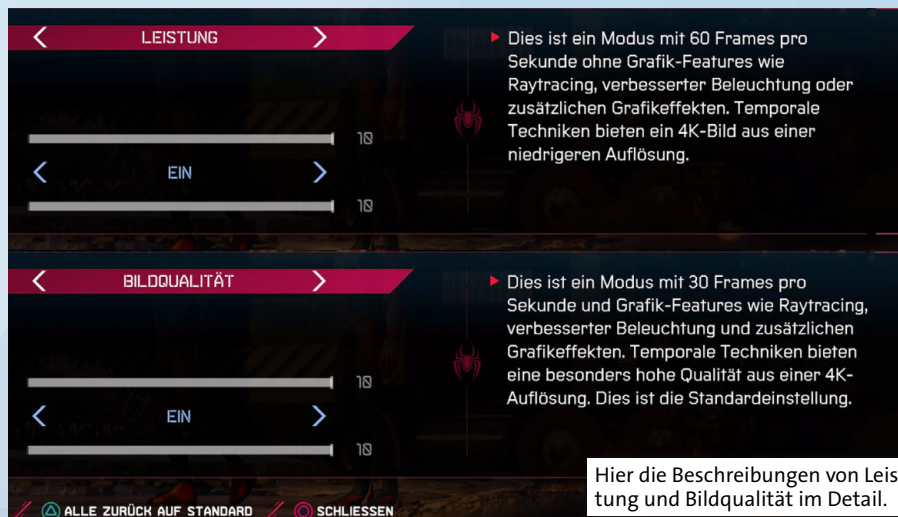 LEISTUNG
Dies ist ein Modus mit 60 Frames pro
Sekunde ohne Grafik-Features wie
Raytracing, verbesserter Beleuchtung oder
zusätzlichen Grafikeffekten. Temporale
Techniken bieten ein 4K-Bild aus einer
niedrigeren Auflösung.
10
EIN
10
BILDQUALITÄT
Dies ist ein Modus mit 30 Frames pro
Sekunde und Grafik-Features wie Raytracing,
verbesserter Beleuchtung und zusätzlichen
Grafikeffekten. Temporale Techniken bieten
eine besonders hohe Qualität aus einer 4K-
Auflösung. Dies ist die Standardeinstellung.
10
EIN
10
ALLE ZURÜCK AUF STANDARD
SCHLIESSEN
Hier die Beschreibungen von Leis
tung und Bildqualität im Detail.